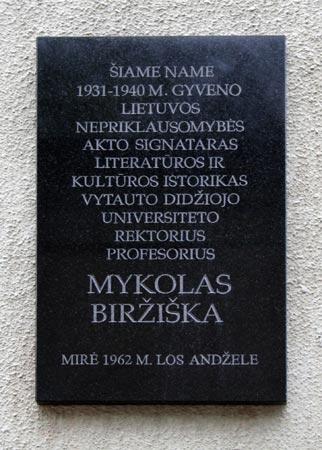 ŠIAME NAME
1931-1940 M. GYVENO
LIETUVOS
NEPRIKLAUSOMYBĖS
AKTO SIGNATARAS
LITERATŪROS IR
KULTŪROS ISTORIKAS
VYTAUTO DIDŽIOJO
UNIVERSITETO
REKTORIUS
PROFESORIUS
MYKOLAS
BIRŽIŠKA
MIRĖ 1962 M. LOS ANDŽELE